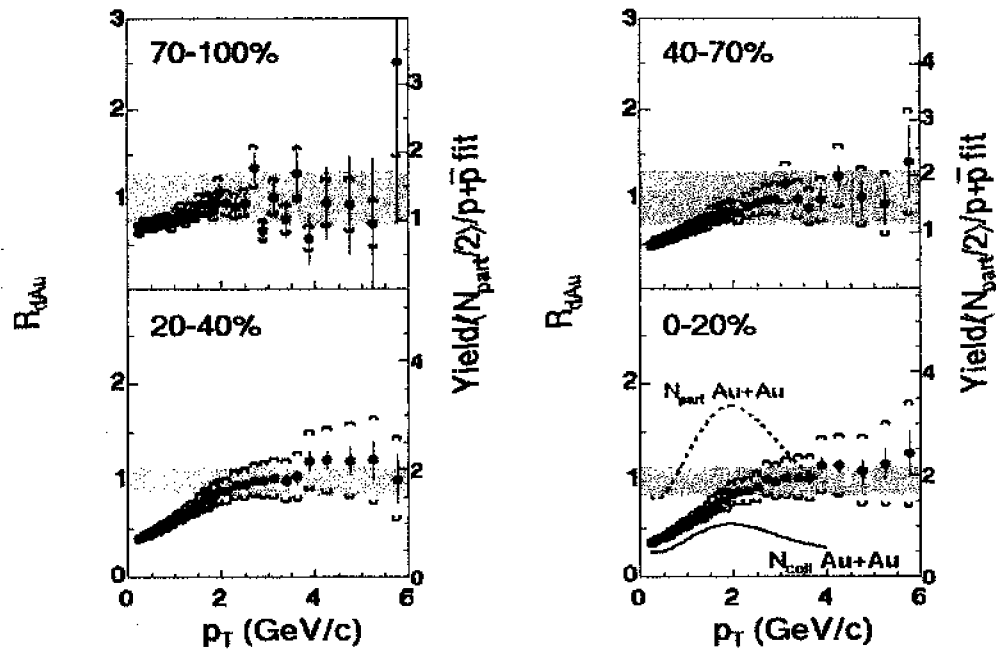 3
70-100%
2
1
R_dAu
3
2
1
Yield/⟨N_part/2⟩/p+p̄ fit
3
40-70%
2
1
R_dAu
4
3
2
1
Yield/⟨N_part/2⟩/p+p̄ fit
20-40%
2
1
0
4
2
0
0 2 4 6
p_T (GeV/c)
0-20%
N_part Au+Au
N_coll Au+Au
2
1
0
4
2
0
0 2 4 6
p_T (GeV/c)